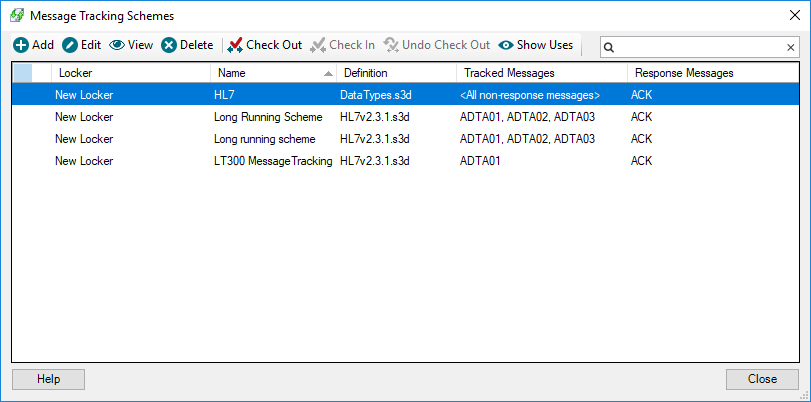 Message Tracking Schemes
Add Edit View Delete Check Out Check In Undo Check Out Show Uses
Locker Name Definition Tracked Messages Response Messages
New Locker HL7 DataTypes.s3d <All non-response messages> ACK
New Locker Long Running Scheme HL7v2.3.1.s3d ADTA01, ADTA02, ADTA03 ACK
New Locker Long running scheme HL7v2.3.1.s3d ADTA01, ADTA02, ADTA03 ACK
New Locker LT300 MessageTracking HL7v2.3.1.s3d ADTA01 ACK
Help Close